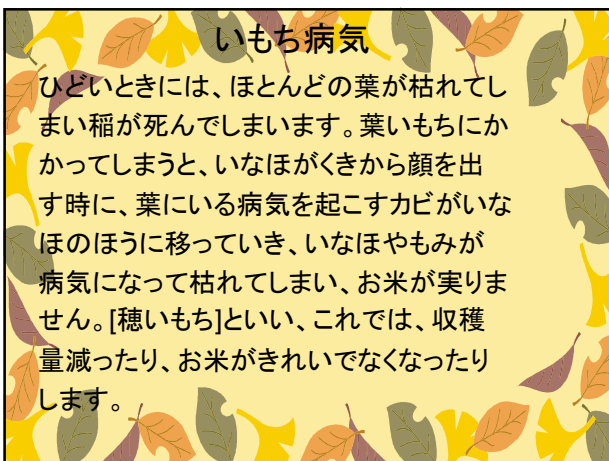 いもち病気
ひどいときには、ほとんどの葉が枯れてし
まい稲が死んでしまいます。葉いもちにか
かってしまうと、いなほがくきから顔を出
す時に、葉にいる病気を起こすカビがいな
ほのほうに移っていき、いなほやもみが
病気になって枯れてしまい、お米が実りま
せん。[穂いもち]といい、これでは、収穫
量減ったり、お米がきれいでなくなったり
します。